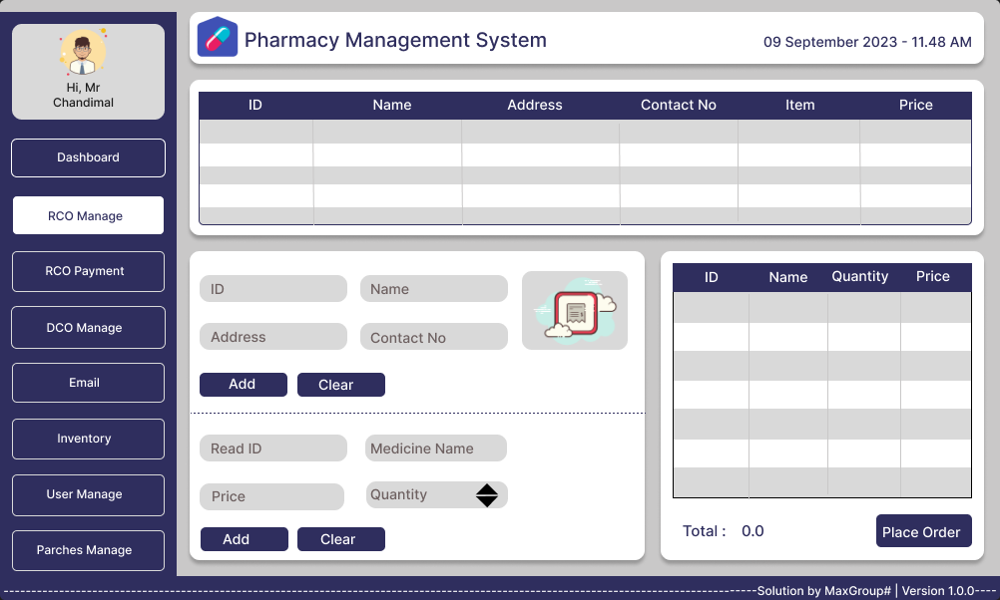 Hi, Mr
Chandimal
Dashboard
RCO Manage
RCO Payment
DCO Manage
Email
Inventory
User Manage
Parches Manage
Pharmacy Management System
09 September 2023 - 11.48 AM
ID Name Address Contact No Item Price
ID Name
Address Contact No
Add Clear
Read ID Medicine Name
Price Quantity
Add Clear
ID Name Quantity Price
Total : 0.0 Place Order
Solution by MaxGroup# | Version 1.0.0